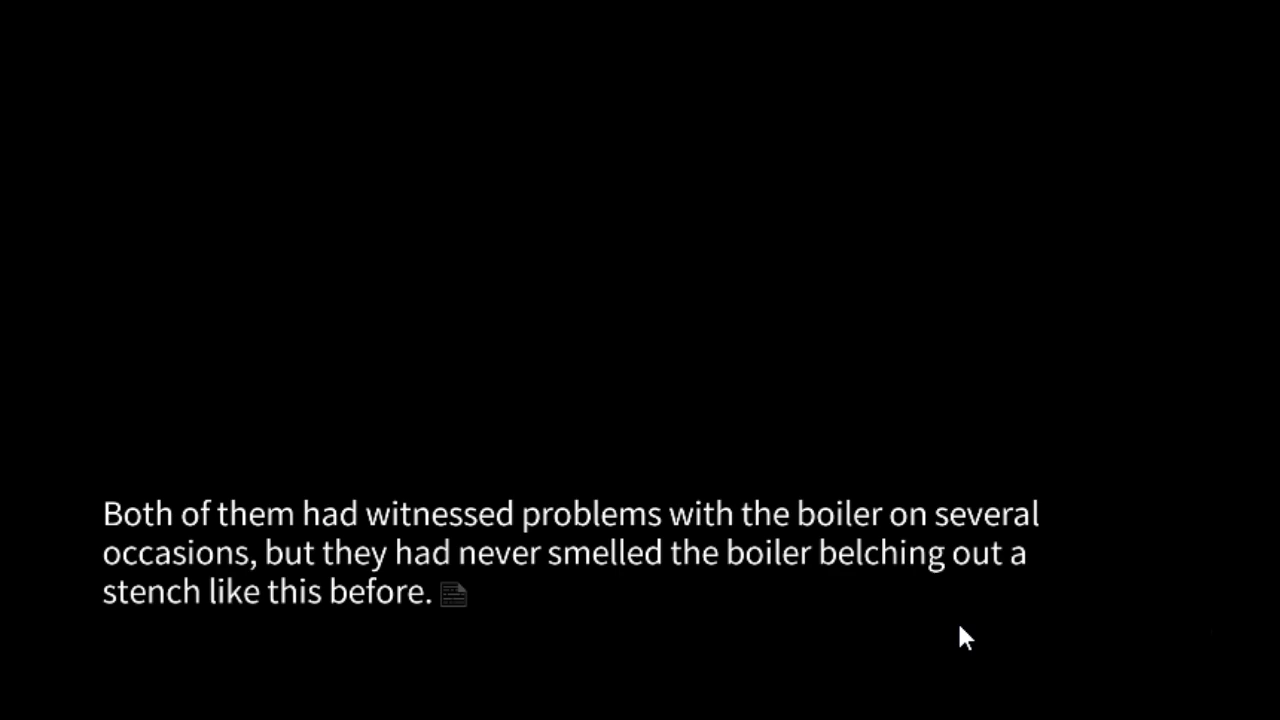 Both of them had witnessed problems with the boiler on several
occasions, but they had never smelled the boiler belching out a
stench like this before.